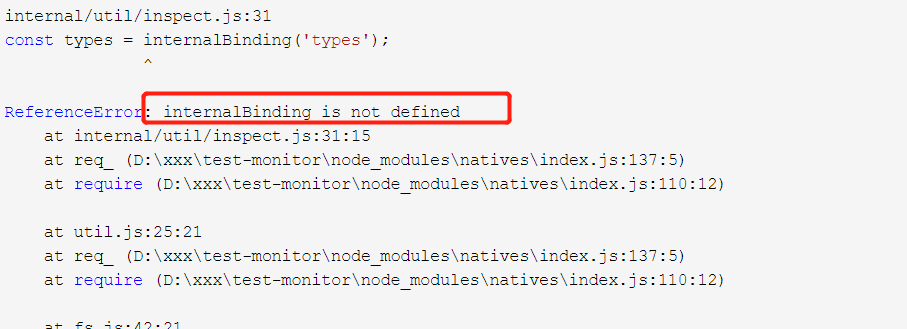 internal/util/inspect.js:31
const types = internalBinding('types');
^
ReferenceError: internalBinding is not defined
at internal/util/inspect.js:31:15
at req_ (D:\xxx\test-monitor\node_modules\natives\index.js:137:5)
at require (D:\xxx\test-monitor\node_modules\natives\index.js:110:12)
at util.js:25:21
at req_ (D:\xxx\test-monitor\node_modules\natives\index.js:137:5)
at require (D:\xxx\test-monitor\node_modules\natives\index.js:110:12)
at fs.js:42:21